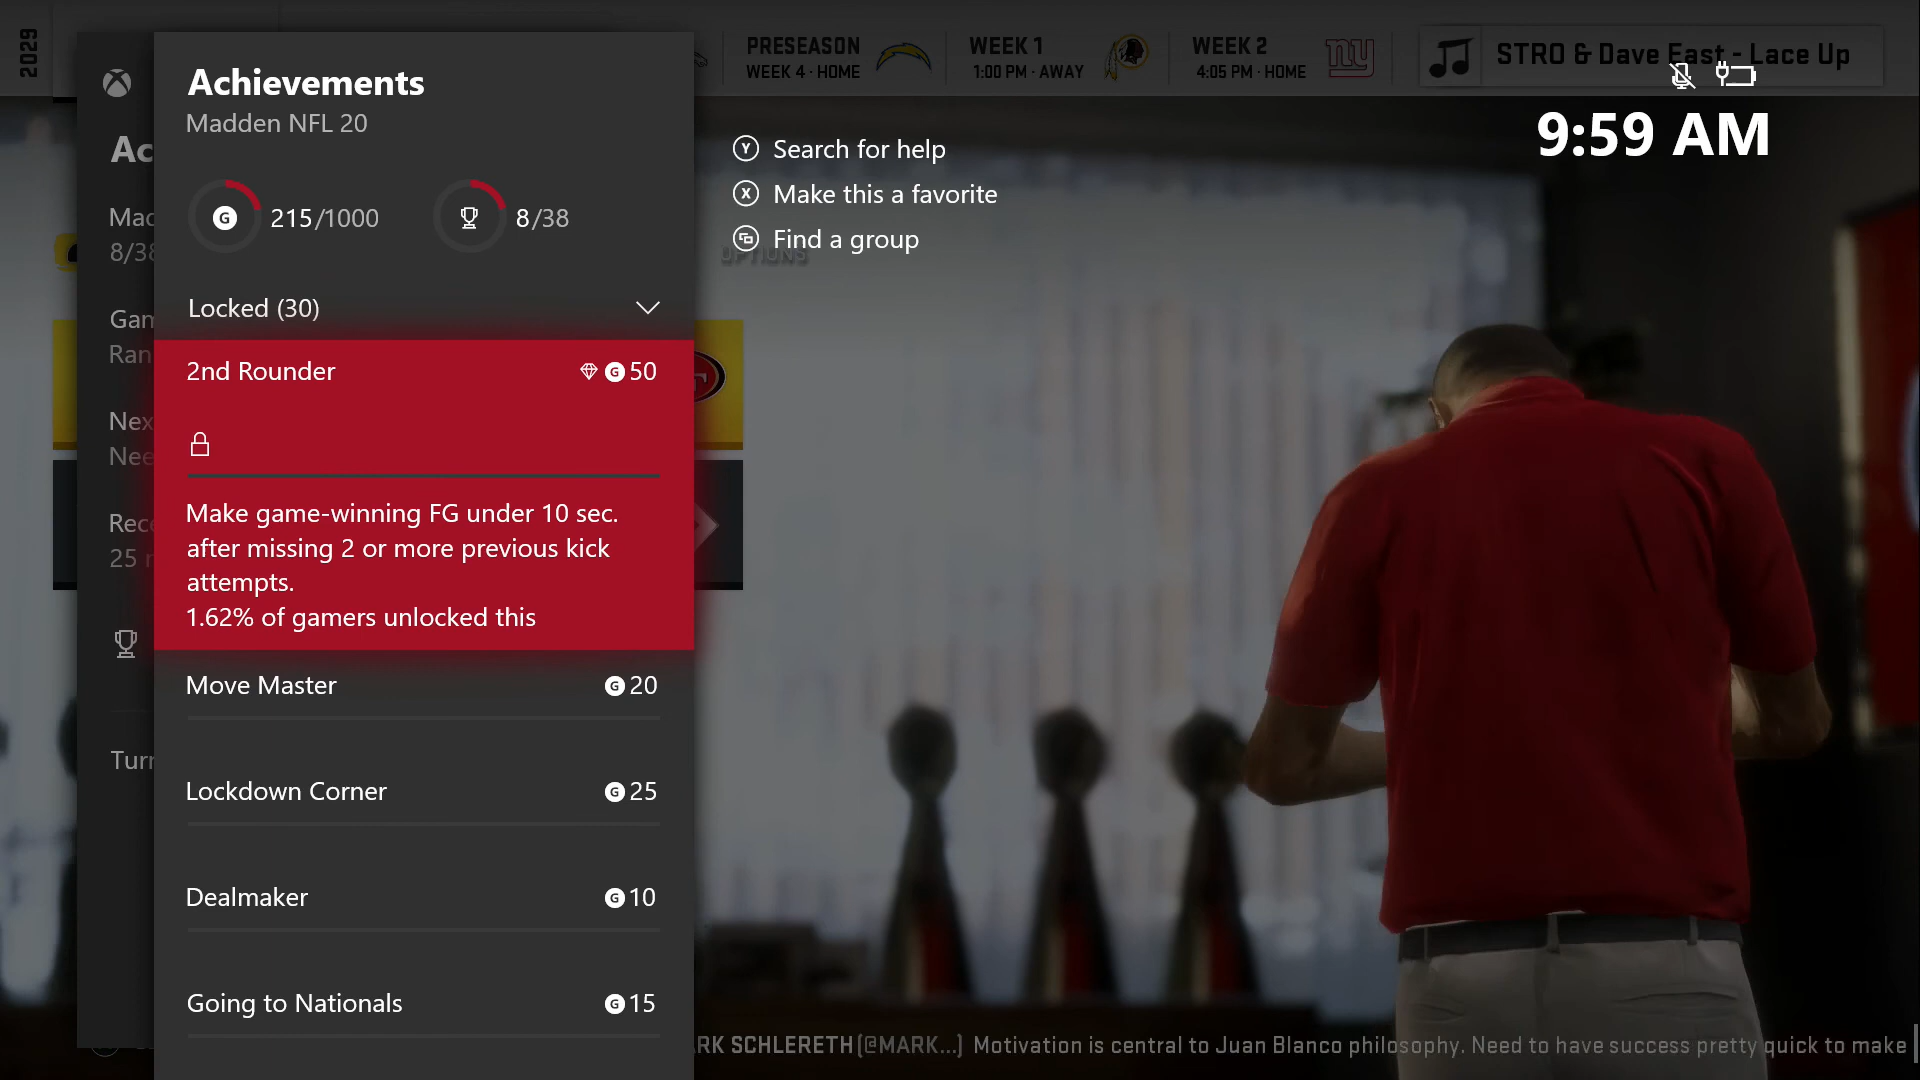 2029
PRESEASON
WEEK 4 · HOME
WEEK 1
1:00 PM · AWAY
WEEK 2
4:05 PM · HOME
ny
STRO & Dave East - Lace Up
9:59 AM
Achievements
Madden NFL 20
G 215/1000
8/38
Locked (30)
2nd Rounder
G 50
Make game-winning FG under 10 sec.
after missing 2 or more previous kick
attempts.
1.62% of gamers unlocked this
Move Master
G 20
Lockdown Corner
G 25
Dealmaker
G 10
Going to Nationals
G 15
Y Search for help
X Make this a favorite
Find a group
OPTIONS
Ac
Mad
8/38
Gam
Ran
Nex
Nee
Rece
25
Turn
RK SCHLERETH (@MARK...) Motivation is central to Juan Blanco philosophy. Need to have success pretty quick to make